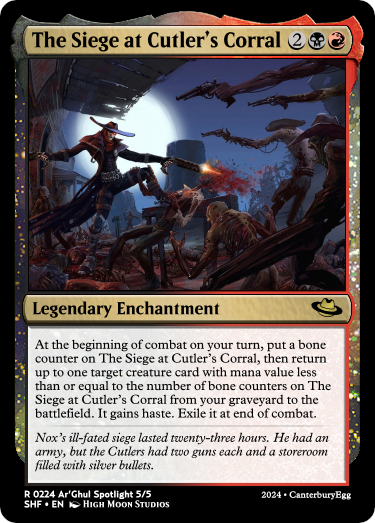 The Siege at Cutler's Corral 2
Legendary Enchantment
At the beginning of combat on your turn, put a bone
counter on The Siege at Cutler's Corral, then return
up to one target creature card with mana value less
than or equal to the number of bone counters on The
Siege at Cutler's Corral from your graveyard to the
battlefield. It gains haste. Exile it at end of combat.
Nox's ill-fated siege lasted twenty-three hours. He had an
army, but the Cutlers had two guns each and a storeroom
filled with silver bullets.
R 0224 Ar'Ghul Spotlight 5/5
2024 • CanterburyEgg
SHF • EN High Moon Studios